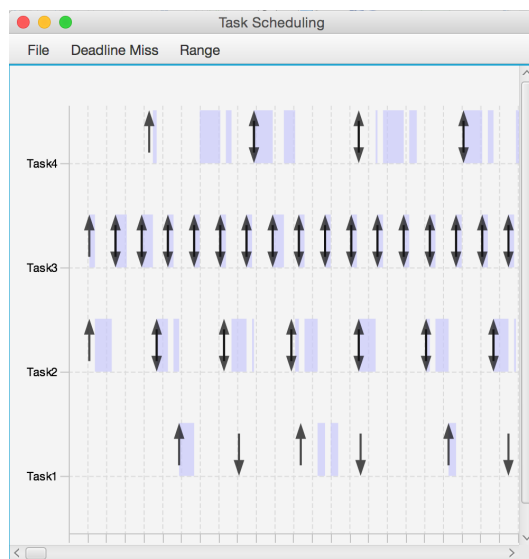 Task Scheduling
File Deadline Miss Range
Task4
Task3
Task2
Task1